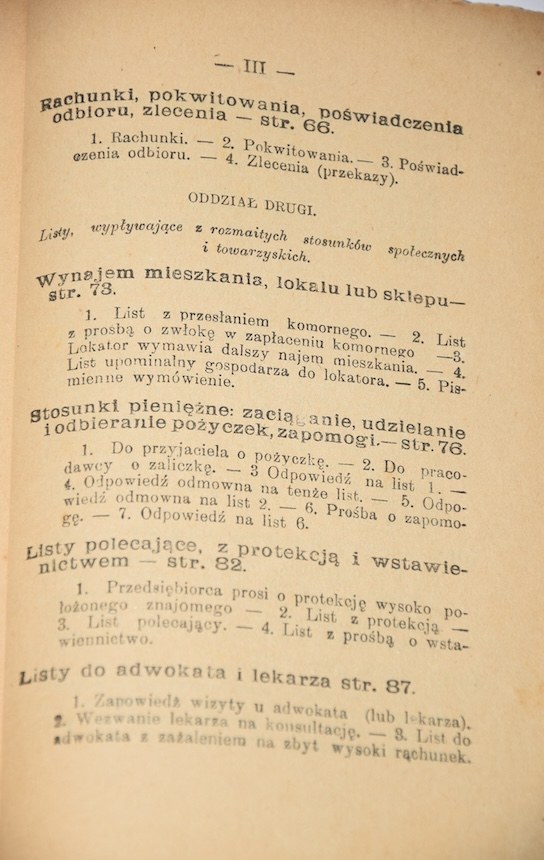 — III —
Rachunki, pokwitowania, poświadczenia
odbioru, zlecenia — str. 66.
1. Rachunki. — 2. Pokwitowania. — 3. Poświad-
czenia odbioru. — 4. Zlecenia (przekazy).
ODDZIAŁ DRUGI.
Listy, wypływające z rozmaitych stosunków społecznych
i towarzyskich.
Wynajem mieszkania, lokalu lub sklepu—
str. 73.
1. List z przesłaniem komornego. — 2. List
z prośbą o zwłokę w zapłaceniu komornego —3.
Lokator wymawia dalszy najem mieszkania. — 4.
List upominalny gospodarza do lokatora. — 5. Pis-
mienne wymówienie.
Stosunki pieniężne: zaciąganie, udzielanie
i odbieranie pożyczek, zapomogi.— str. 76.
1. Do przyjaciela o pożyczkę. — 2. Do praco-
dawcy o zaliczkę. — 3 Odpowiedź na list 1. —
4. Odpowiedź odmowna na tenże list. — 5. Odpo-
wiedź odmowna na list 2. — 6. Prośba o zapomo-
gę. — 7. Odpowiedź na list 6.
Listy polecające, z protekcją i wstawie-
nictwem — str. 82.
1. Przedsiębiorca prosi o protekcję wysoko po-
łożonego znajomego — 2. List z protekcją —
3. List polecający. — 4. List z prośbą o wsta-
wiennictwo.
Listy do adwokata i lekarza str. 87.
1. Zapowiedź wizyty u adwokata (lub lekarza).
2. Wezwanie lekarza na konsultację. — 3. List do
adwokata z zażaleniem na zbyt wysoki rachunek.